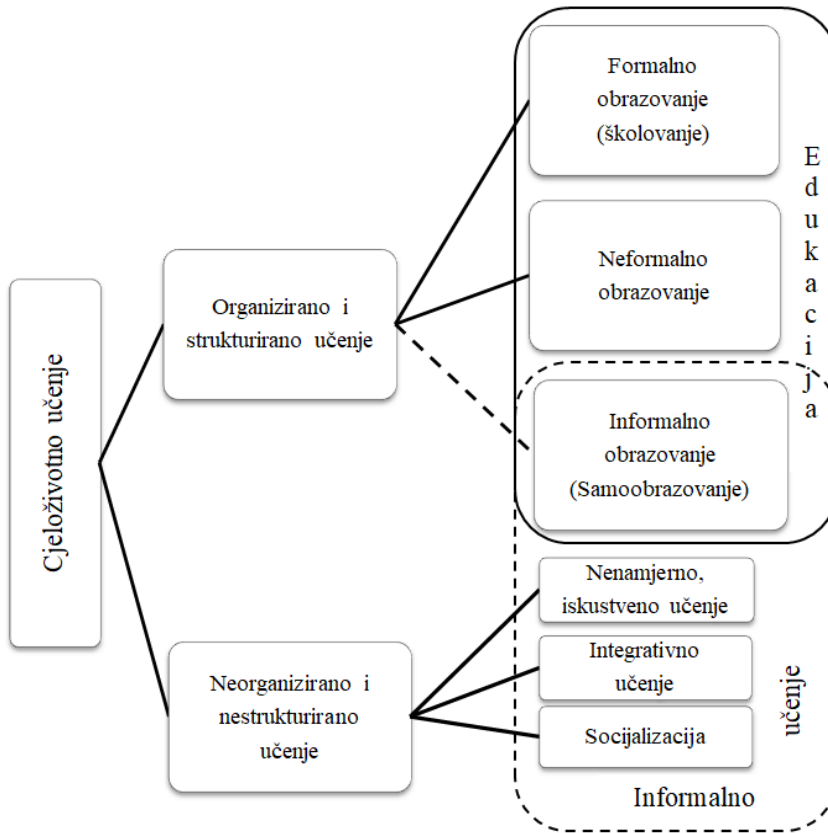 Cjeloživotno učenje
Organizirano i
strukturirano učenje
Neorganizirano i
nestrukturirano
učenje
Formalno
obrazovanje
(školovanje)
Neformalno
obrazovanje
Informalno
obrazovanje
(Samoobrazovanje)
Edukacija
Nenamjerno,
iskustveno učenje
Integrativno
učenje
Socijalizacija
Informalno
učenje